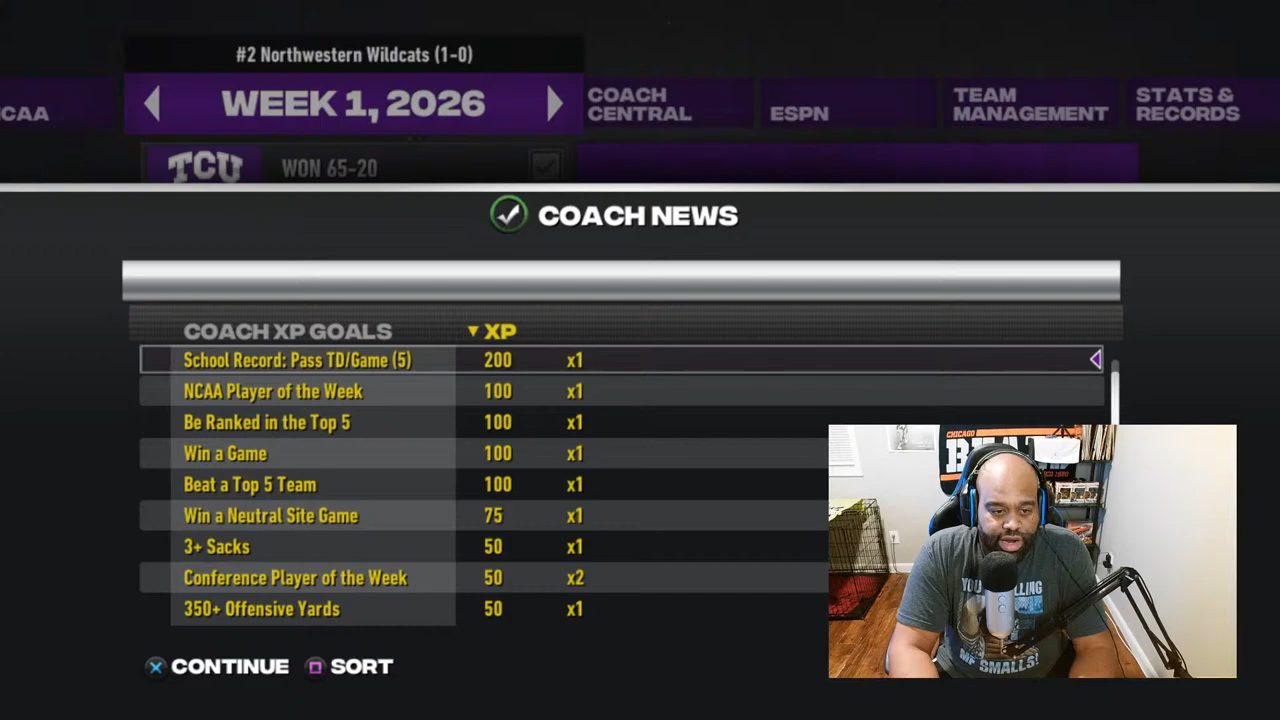 #2 Northwestern Wildcats (1-0)
WEEK 1, 2026
CAA
COACH CENTRAL
ESPN
TEAM MANAGEMENT
STATS & RECORDS
TCU WON 65-20
COACH NEWS
COACH XP GOALS XP
School Record: Pass TD/Game (5) 200 x1
NCAA Player of the Week 100 x1
Be Ranked in the Top 5 100 x1
Win a Game 100 x1
Beat a Top 5 Team 100 x1
Win a Neutral Site Game 75 x1
3+ Sacks 50 x1
Conference Player of the Week 50 x2
350+ Offensive Yards 50 x1
CONTINUE SORT
CHICAGO
ME SMALLS!